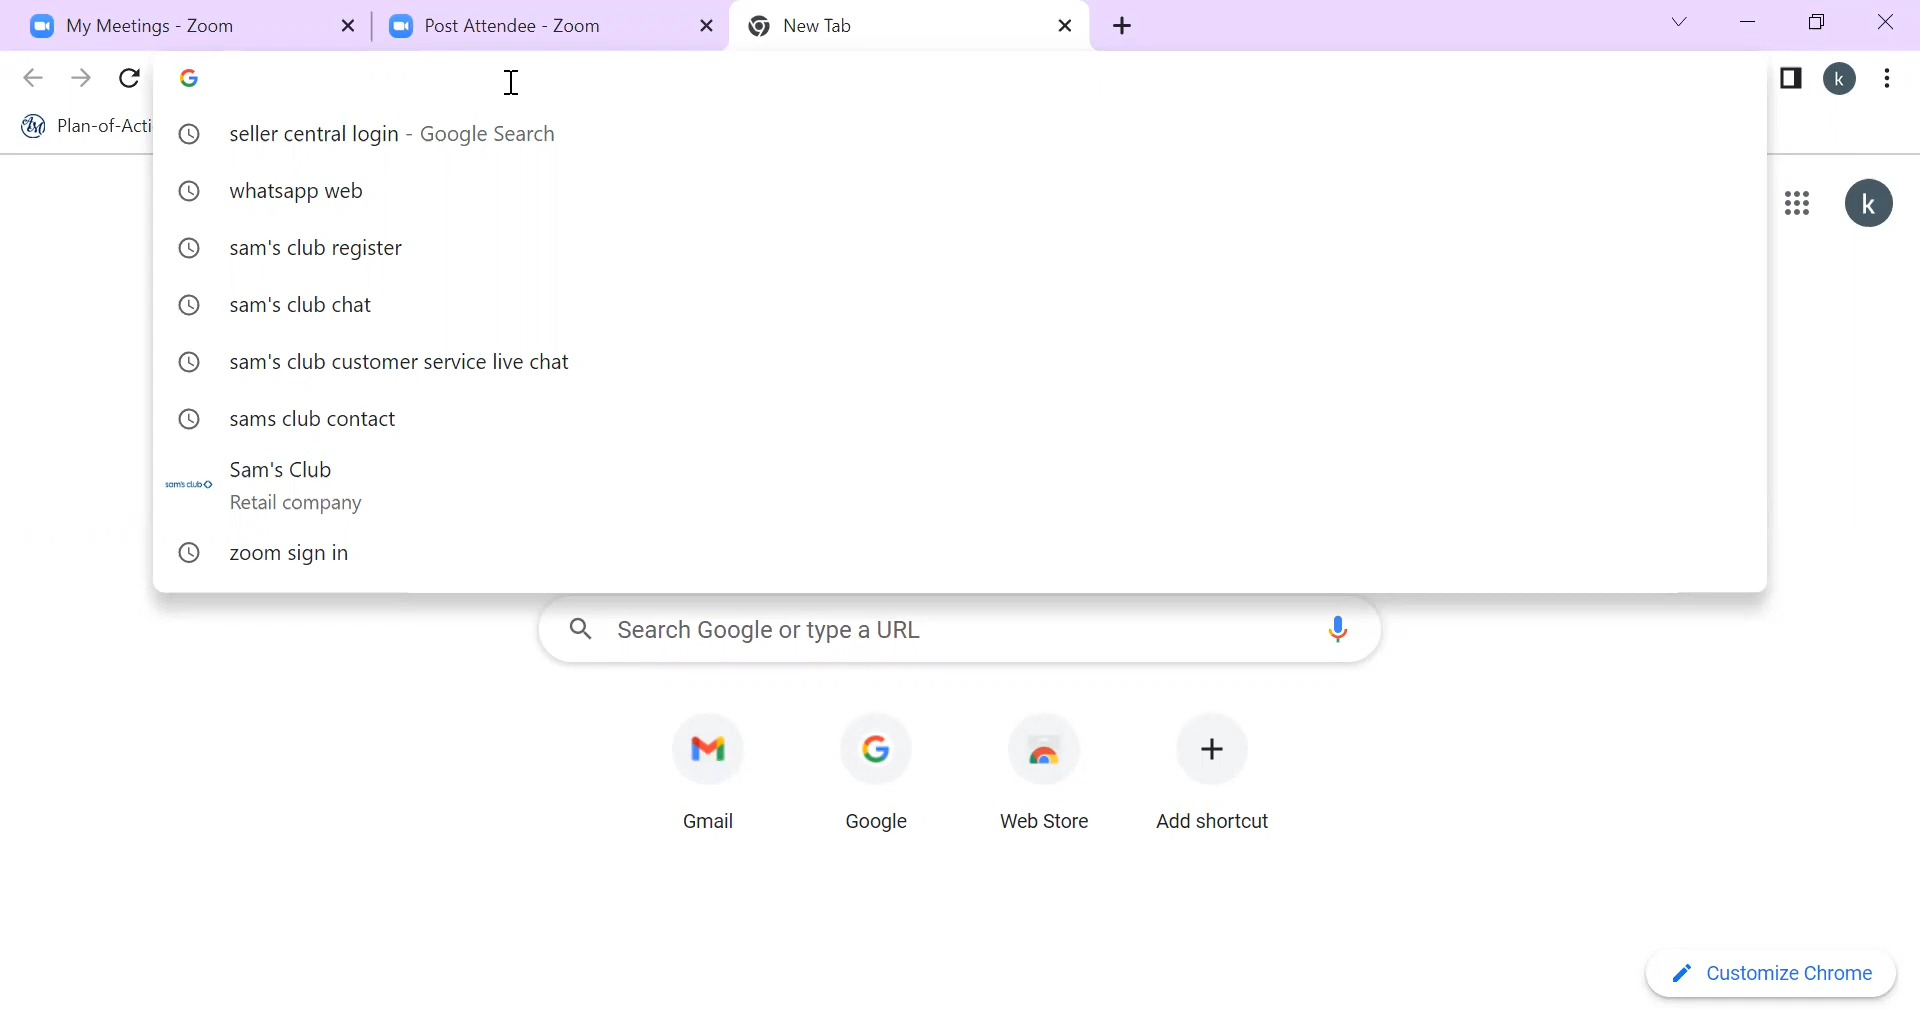 My Meetings - Zoom
Post Attendee - Zoom
New Tab
k
Plan-of-Acti
seller central login - Google Search
whatsapp web
k
sam's club register
sam's club chat
sam's club customer service live chat
sams club contact
Sam's Club
sam's club
Retail company
zoom sign in
Search Google or type a URL
Gmail
Google
Web Store
Add shortcut
Customize Chrome